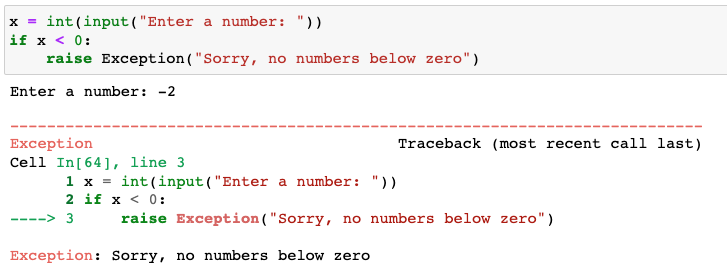 x = int(input("Enter a number: "))
if x < 0:
    raise Exception("Sorry, no numbers below zero")
Enter a number: -2
---------------------------------------------------------------------------
Exception                                 Traceback (most recent call last)
Cell In[64], line 3
      1 x = int(input("Enter a number: "))
      2 if x < 0:
----> 3     raise Exception("Sorry, no numbers below zero")
Exception: Sorry, no numbers below zero